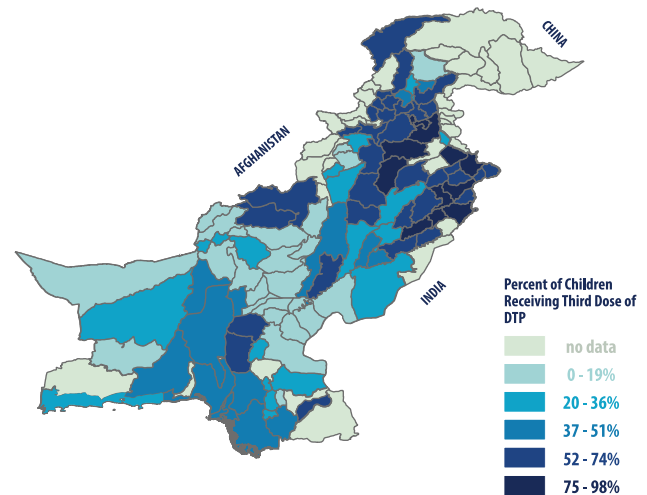 CHINA
AFGHANISTAN
INDIA
Percent of Children
Receiving Third Dose of
DTP
no data
0 - 19%
20 - 36%
37 - 51%
52 - 74%
75 - 98%